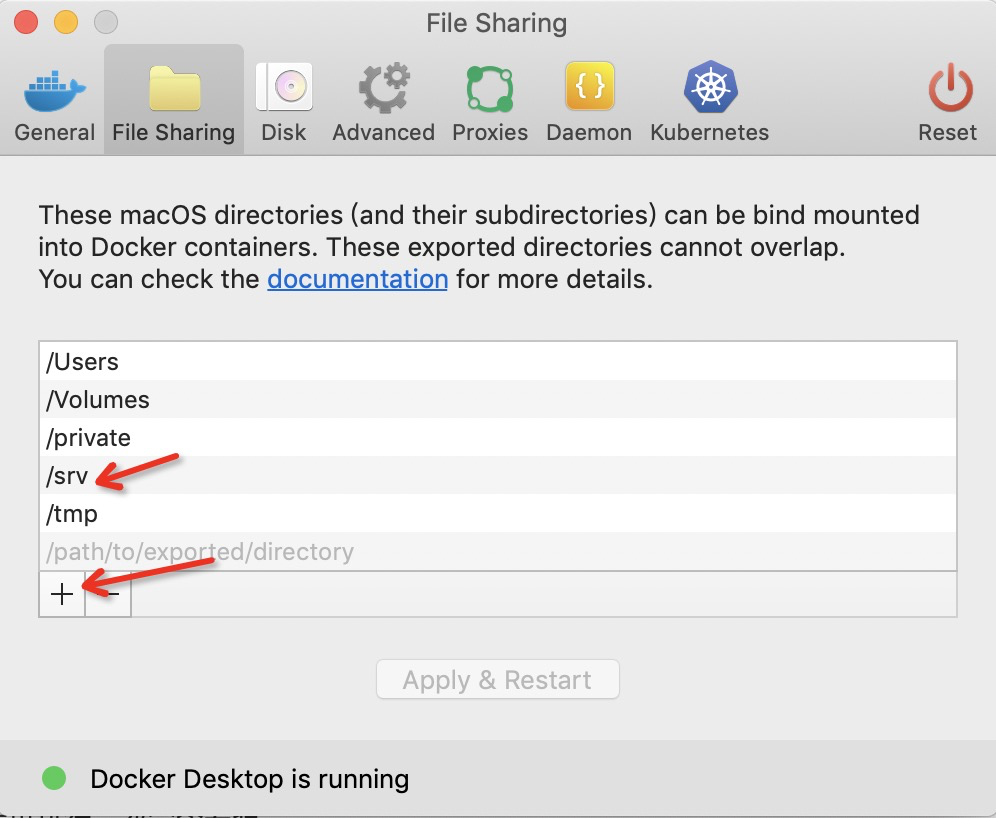 File Sharing
General File Sharing Disk Advanced Proxies Daemon Kubernetes Reset
These macOS directories (and their subdirectories) can be bind mounted
into Docker containers. These exported directories cannot overlap.
You can check the documentation for more details.
/Users
/Volumes
/private
/srv
/tmp
/path/to/exported/directory
Apply & Restart
Docker Desktop is running